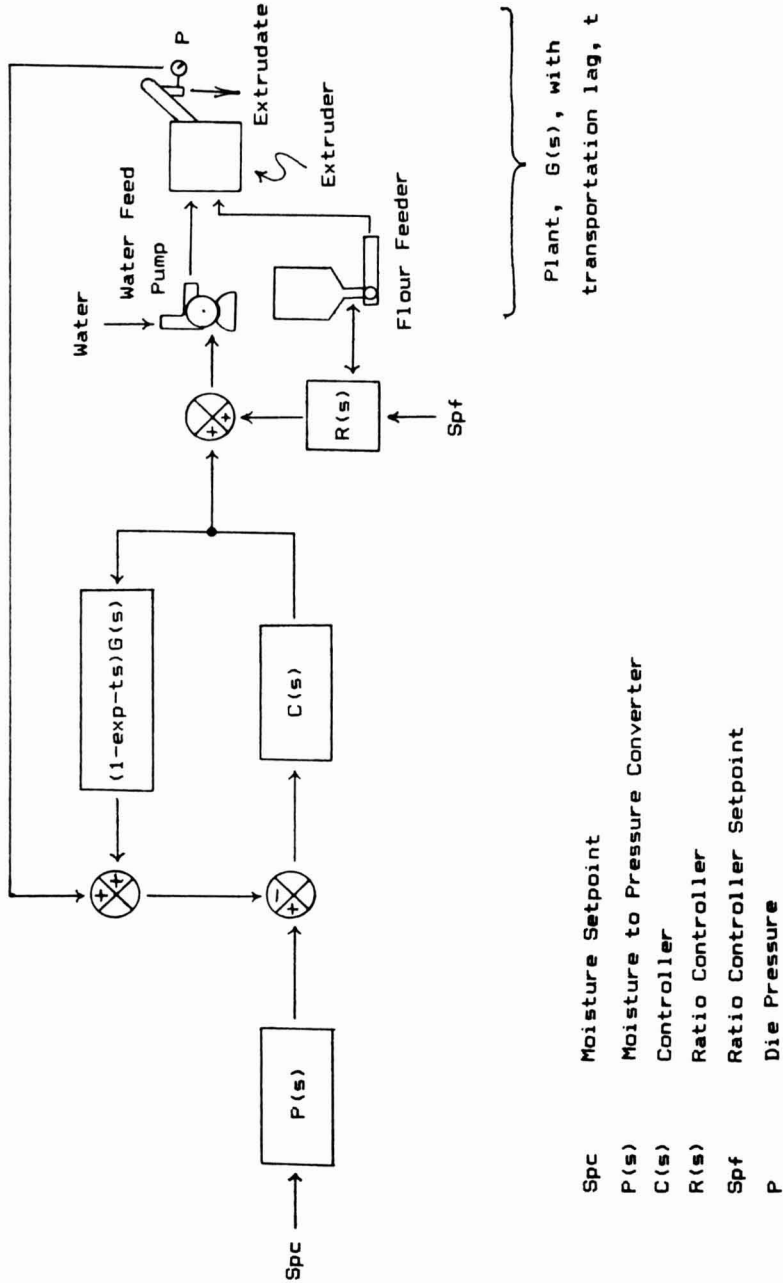 P
Extrudate
Extruder
Water Feed
Pump
Water
Flour Feeder
R(s)
Spf
+
+
(1-exp-ts)G(s)
C(s)
+
+
-
+
P(s)
Spc
Plant, G(s), with
transportation lag, t
Spc Moisture Setpoint
P(s) Moisture to Pressure Converter
C(s) Controller
R(s) Ratio Controller
Spf Ratio Controller Setpoint
P Die Pressure